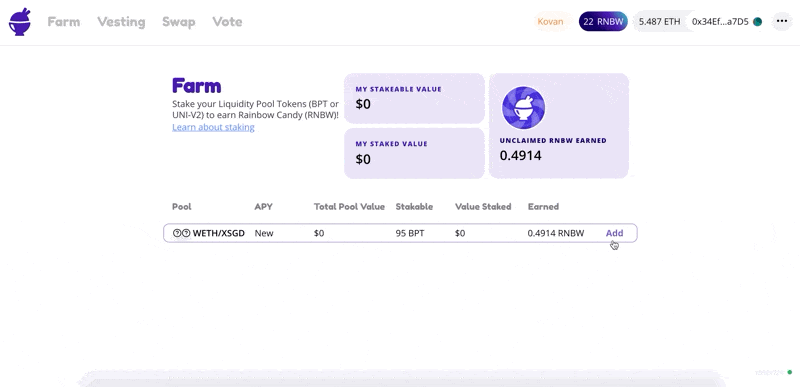 Farm Vesting Swap Vote Kovan 22 RNBW 5.487 ETH 0x34Ef...a7D5
Farm
Stake your Liquidity Pool Tokens (BPT or
UNI-V2) to earn Rainbow Candy (RNBW)!
Learn about staking
MY STAKEABLE VALUE
$0
MY STAKED VALUE
$0
UNCLAIMED RNBW EARNED
0.4914
Pool APY Total Pool Value Stakable Value Staked Earned
WETH/XSGD New $0 95 BPT $0 0.4914 RNBW Add